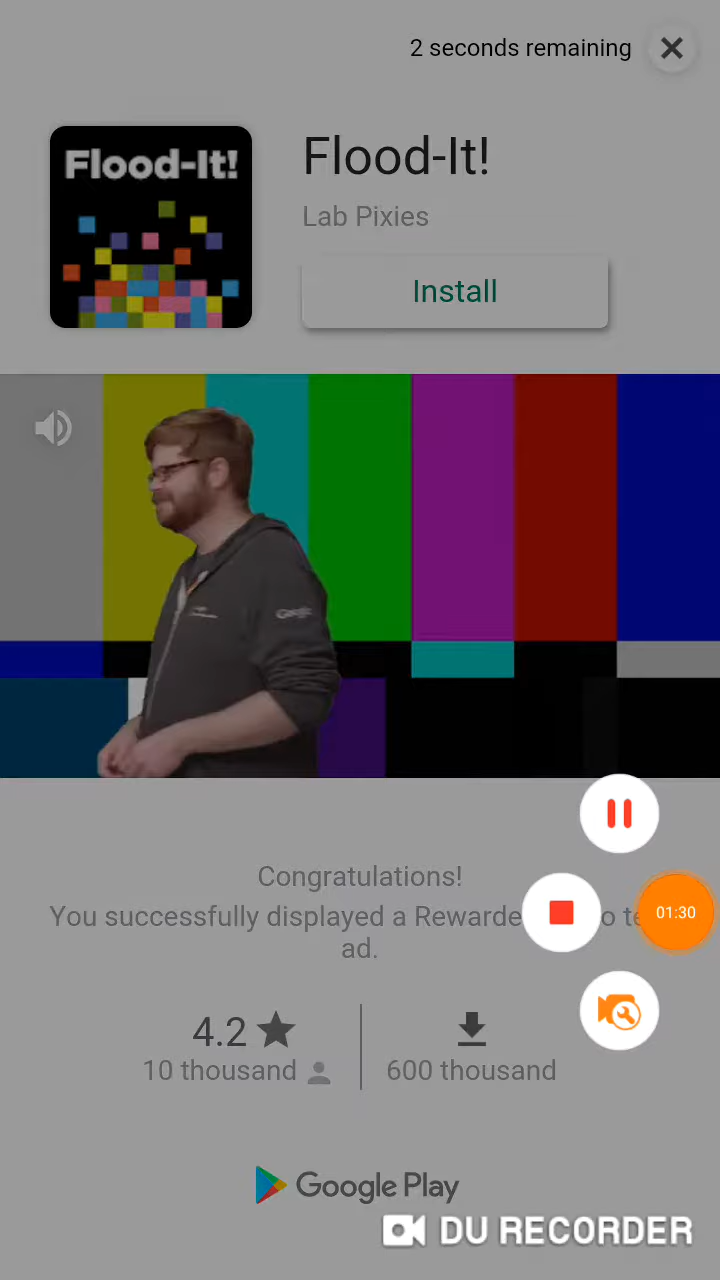 2 seconds remaining
Flood-It!
Flood-It!
Lab Pixies
Install
Google
Congratulations!
You successfully displayed a Rewarde
ad.
01:30
4.2
10 thousand
600 thousand
Google Play
DU RECORDER